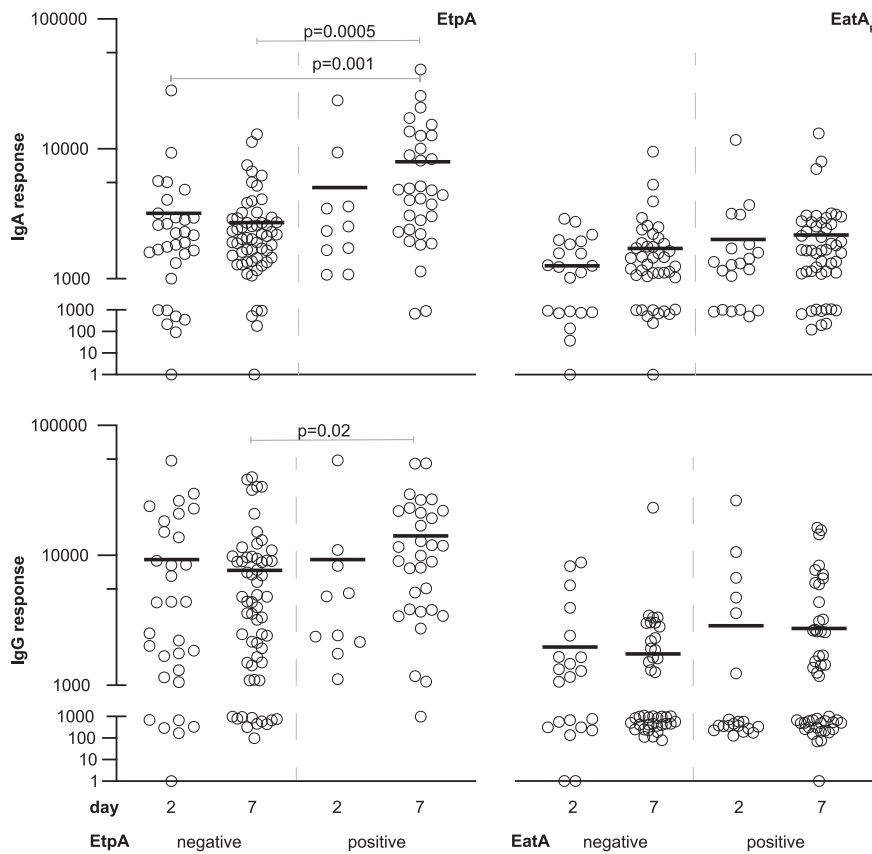 100000 EtpA EatAp
p=0.0005
p=0.001
10000
IgA response
1000
1000
100
10
1
100000
p=0.02
10000
IgG response
1000
1000
100
10
1
day 2 7 2 7 2 7 2 7
EtpA negative positive EatA negative positive